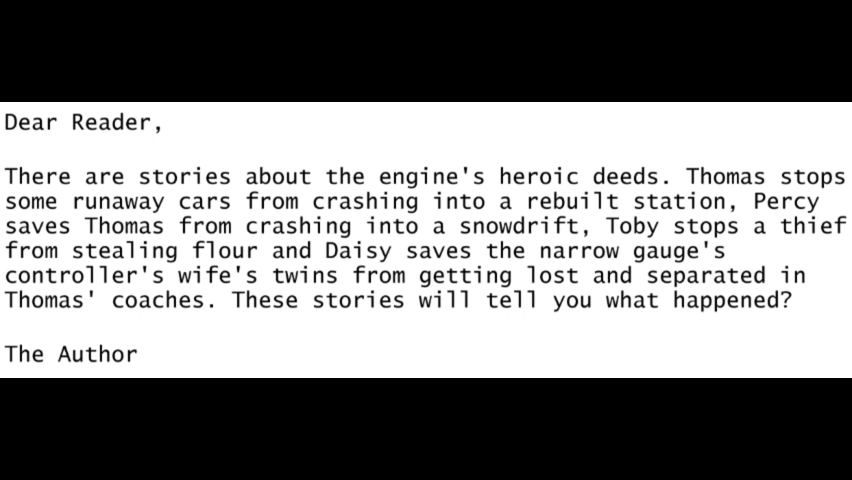 Dear Reader,
There are stories about the engine's heroic deeds. Thomas stops
some runaway cars from crashing into a rebuilt station, Percy
saves Thomas from crashing into a snowdrift, Toby stops a thief
from stealing flour and Daisy saves the narrow gauge's
controller's wife's twins from getting lost and separated in
Thomas' coaches. These stories will tell you what happened?
The Author